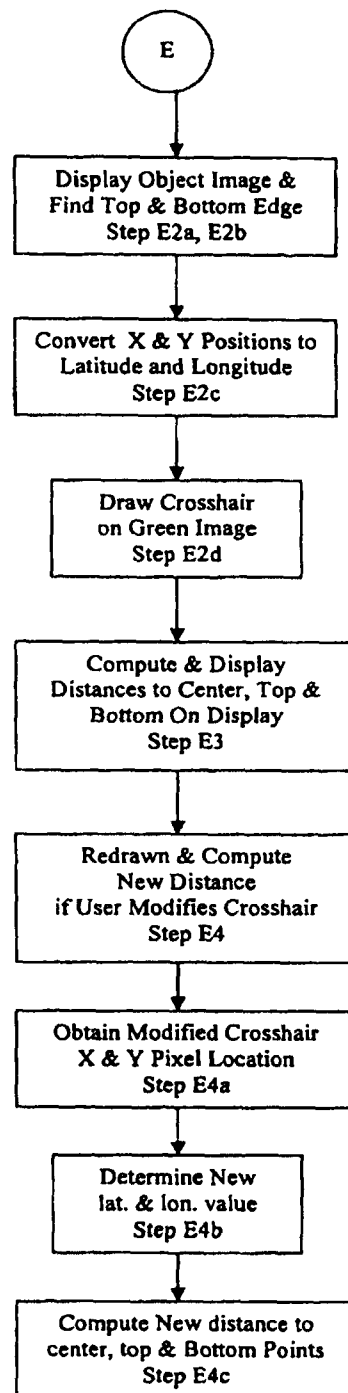 E
Display Object Image &
Find Top & Bottom Edge
Step E2a, E2b
Convert X & Y Positions to
Latitude and Longitude
Step E2c
Draw Crosshair
on Green Image
Step E2d
Compute & Display
Distances to Center, Top &
Bottom On Display
Step E3
Redrawn & Compute
New Distance
if User Modifies Crosshair
Step E4
Obtain Modified Crosshair
X & Y Pixel Location
Step E4a
Determine New
lat. & lon. value
Step E4b
Compute New distance to
center, top & Bottom Points
Step E4c